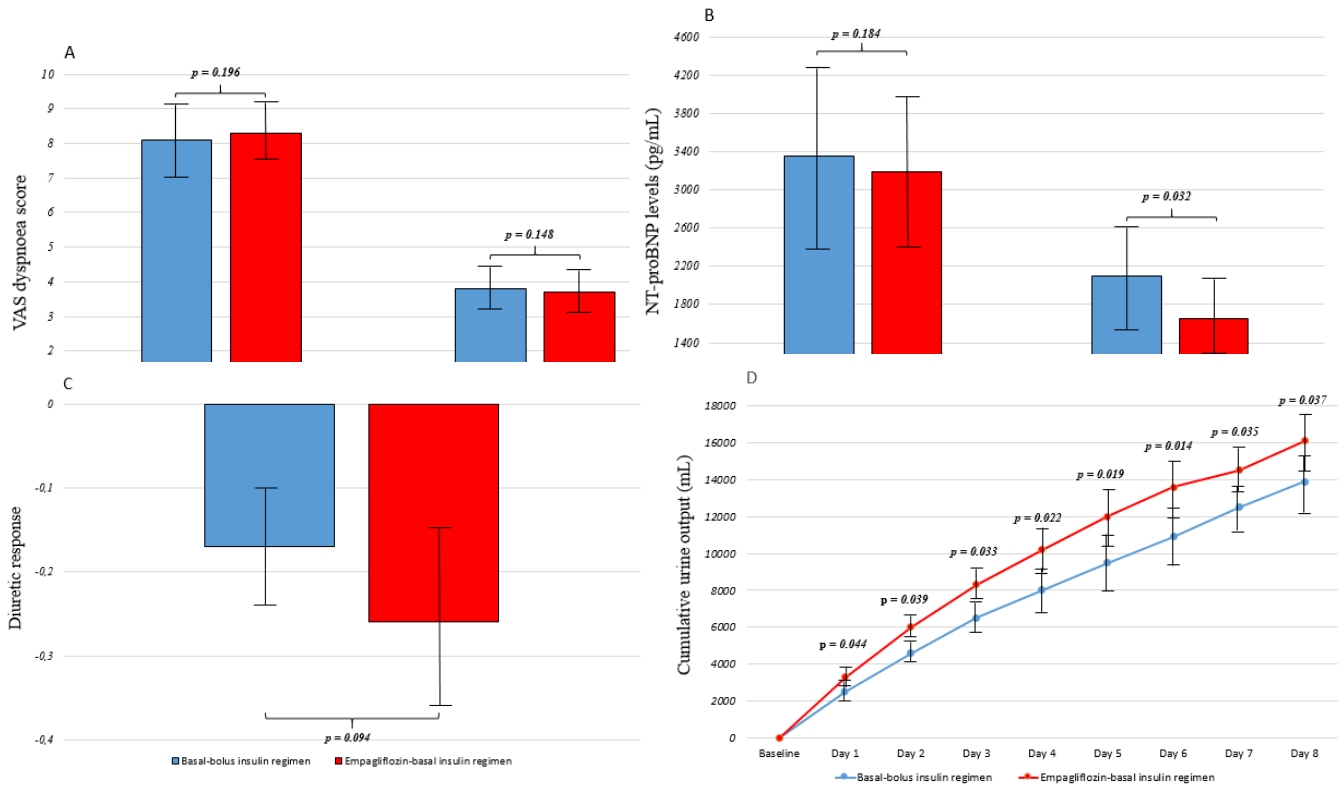 A
p = 0.196
10
9
8
7
6
5
4
3
2
VAS dyspnoea score
p = 0.148
B
p = 0.184
4600
4200
3800
3400
3000
2600
2200
1800
1400
NT-proBNP levels (pg/mL)
p = 0.032
C
0
-0,1
-0,2
-0,3
-0,4
Diuretic response
p = 0.094
Basal-bolus insulin regimen Empagliflozin-basal insulin regimen
D
18000
16000
14000
12000
10000
8000
6000
4000
2000
0
Cumulative urine output (mL)
p = 0.044
p = 0.039
p = 0.033
p = 0.022
p = 0.019
p = 0.014
p = 0.035
p = 0.037
Baseline Day 1 Day 2 Day 3 Day 4 Day 5 Day 6 Day 7 Day 8
Basal-bolus insulin regimen Empagliflozin-basal insulin regimen